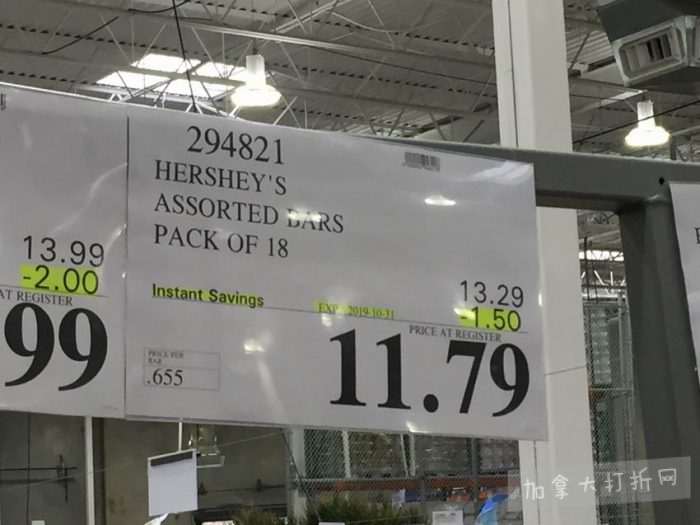 294821
HERSHEY'S
ASSORTED BARS
PACK OF 18
13.99
-2.00
AT REGISTER
99
Instant Savings
EXP. 2019-10-31
13.29
-1.50
PRICE AT REGISTER
PRICE PER
BAR
.655
11.79
加拿大打折网